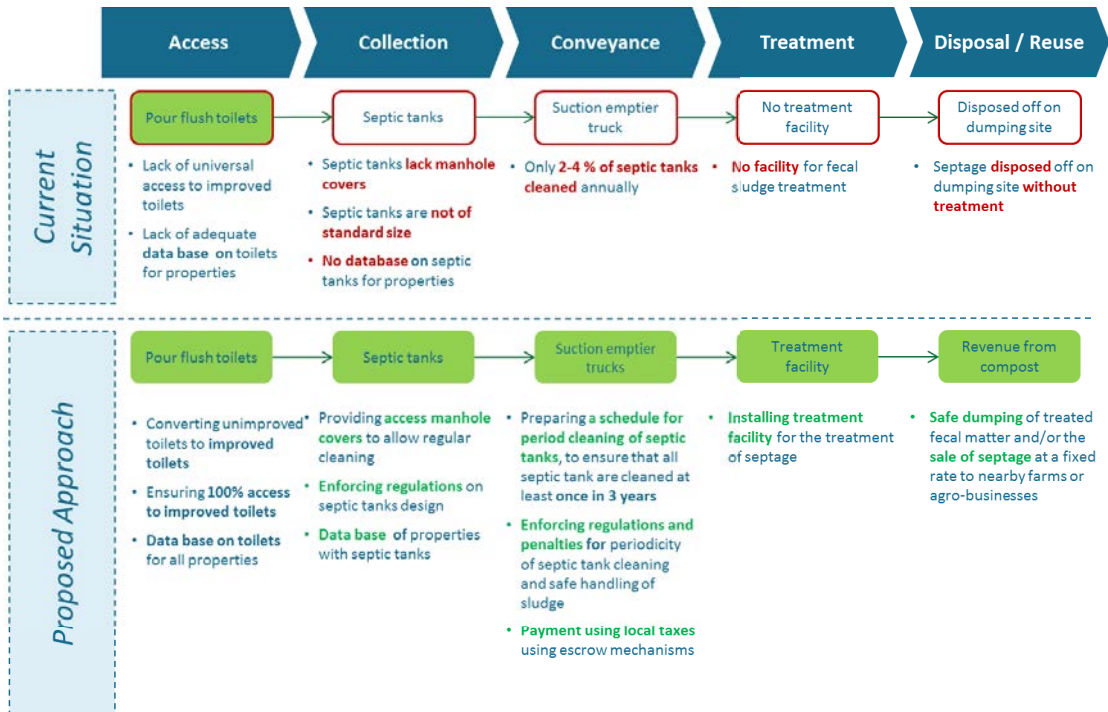 Access
Collection
Conveyance
Treatment
Disposal / Reuse
Current
Situation
Pour flush toilets
Septic tanks
Suction emptier
truck
No treatment
facility
Disposed off on
dumping site
• Lack of universal
access to improved
toilets
• Lack of adequate
data base on toilets
for properties
• Septic tanks lack manhole
covers
• Septic tanks are not of
standard size
• No database on septic
tanks for properties
• Only 2-4 % of septic tanks
cleaned annually
• No facility for fecal
sludge treatment
• Septage disposed off on
dumping site without
treatment
Proposed Approach
Pour flush toilets
Septic tanks
Suction emptier
trucks
Treatment
facility
Revenue from
compost
• Converting unimproved
toilets to improved
toilets
• Ensuring 100% access
to improved toilets
• Data base on toilets
for all properties
• Providing access manhole
covers to allow regular
cleaning
• Enforcing regulations on
septic tanks design
• Data base of properties
with septic tanks
• Preparing a schedule for
period cleaning of septic
tanks, to ensure that all
septic tank are cleaned at
least once in 3 years
• Enforcing regulations and
penalties for periodicity
of septic tank cleaning
and safe handling of
sludge
• Payment using local taxes
using escrow mechanisms
• Installing treatment
facility for the treatment
of septage
• Safe dumping of treated
fecal matter and/or the
sale of septage at a fixed
rate to nearby farms or
agro-businesses